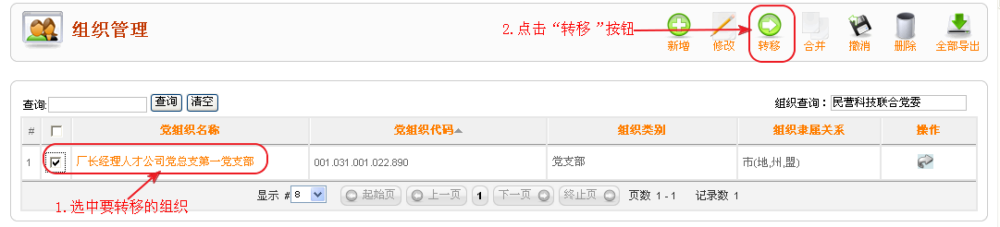 组织管理
2.点击“转移 ”按钮
新增 修改 转移 合并 撤消 删除 全部导出
查询: 查询 清空 组织查询： 民营科技联合党委
# 党组织名称 党组织代码 组织类别 组织隶属关系 操作
1 厂长经理人才公司党总支第一党支部 001.031.001.022.890 党支部 市(地,州,盟)
显示 # 8 起始页 上一页 1 下一页 终止页 页数 1 - 1 记录数 1
1.选中要转移的组织